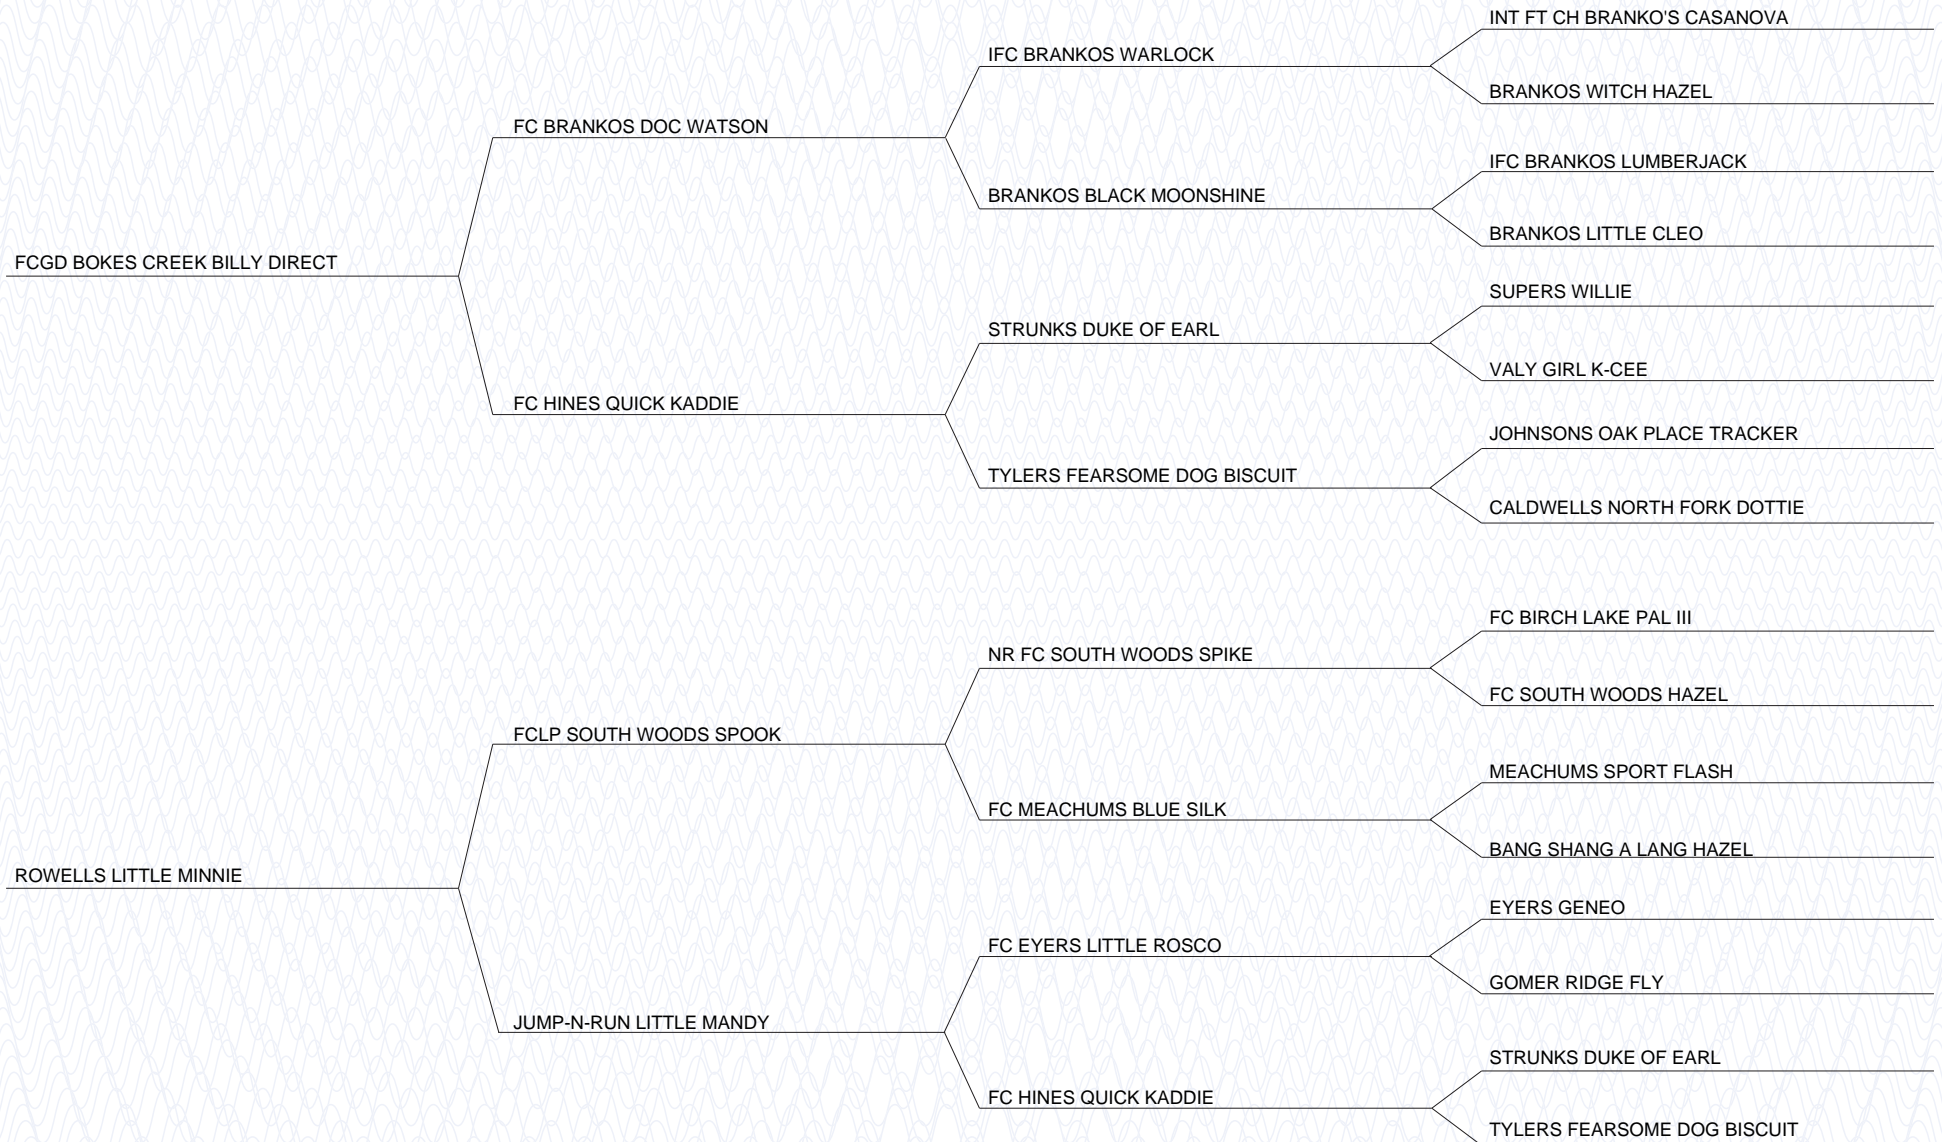 FCGD BOKES CREEK BILLY DIRECT
FC BRANKOS DOC WATSON
IFC BRANKOS WARLOCK
INT FT CH BRANKO'S CASANOVA
BRANKOS WITCH HAZEL
BRANKOS BLACK MOONSHINE
IFC BRANKOS LUMBERJACK
BRANKOS LITTLE CLEO
FC HINES QUICK KADDIE
STRUNKS DUKE OF EARL
SUPERS WILLIE
VALY GIRL K-CEE
TYLERS FEARSOME DOG BISCUIT
JOHNSONS OAK PLACE TRACKER
CALDWELLS NORTH FORK DOTTIE
ROWELLS LITTLE MINNIE
FCLP SOUTH WOODS SPOOK
NR FC SOUTH WOODS SPIKE
FC BIRCH LAKE PAL III
FC SOUTH WOODS HAZEL
FC MEACHUMS BLUE SILK
MEACHUMS SPORT FLASH
BANG SHANG A LANG HAZEL
JUMP-N-RUN LITTLE MANDY
FC EYERS LITTLE ROSCO
EYERS GENEO
GOMER RIDGE FLY
FC HINES QUICK KADDIE
STRUNKS DUKE OF EARL
TYLERS FEARSOME DOG BISCUIT